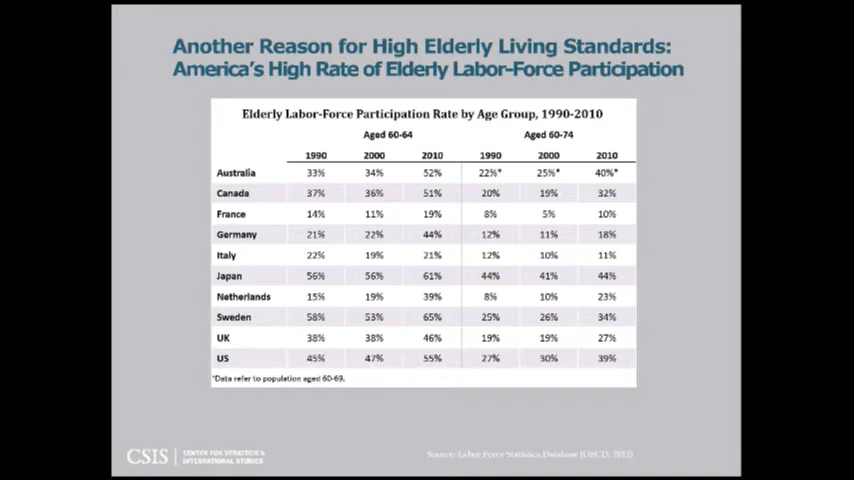 Another Reason for High Elderly Living Standards:
America's High Rate of Elderly Labor-Force Participation
Elderly Labor-Force Participation Rate by Age Group, 1990-2010
Aged 60-64 Aged 60-74
1990 2000 2010 1990 2000 2010
Australia 33% 34% 52% 22%* 25%* 40%*
Canada 37% 36% 51% 20% 19% 32%
France 14% 11% 19% 8% 5% 10%
Germany 21% 22% 44% 12% 11% 18%
Italy 22% 19% 21% 12% 10% 11%
Japan 56% 56% 61% 44% 41% 44%
Netherlands 15% 19% 39% 8% 10% 23%
Sweden 58% 53% 65% 25% 26% 34%
UK 38% 38% 46% 19% 19% 27%
US 45% 47% 55% 27% 30% 39%
*Data refer to population aged 60-69.
CSIS CENTER FOR STRATEGIC &
INTERNATIONAL STUDIES
Source: Labor Force Statistics Database (OECD, 2013)